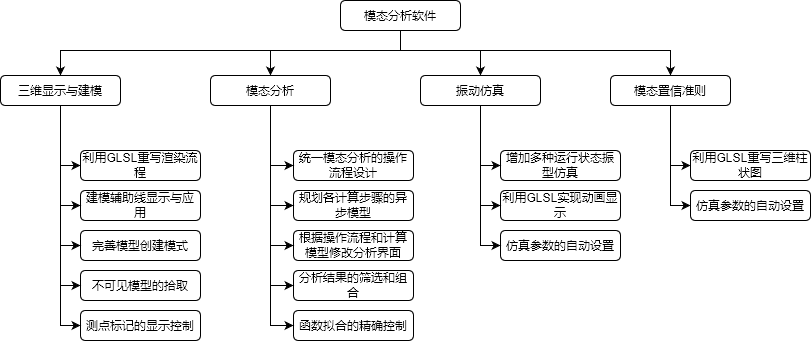 模态分析软件
三维显示与建模
模态分析
振动仿真
模态置信准则
利用GLSL重写渲染流
程
建模辅助线显示与应
用
完善模型创建模式
不可见模型的拾取
测点标记的显示控制
统一模态分析的操作
流程设计
规划各计算步骤的异
步模型
根据操作流程和计算
模型修改分析界面
分析结果的筛选和组
合
函数拟合的精确控制
增加多种运行状态振
型仿真
利用GLSL实现动画显
示
仿真参数的自动设置
利用GLSL重写三维柱
状图
仿真参数的自动设置